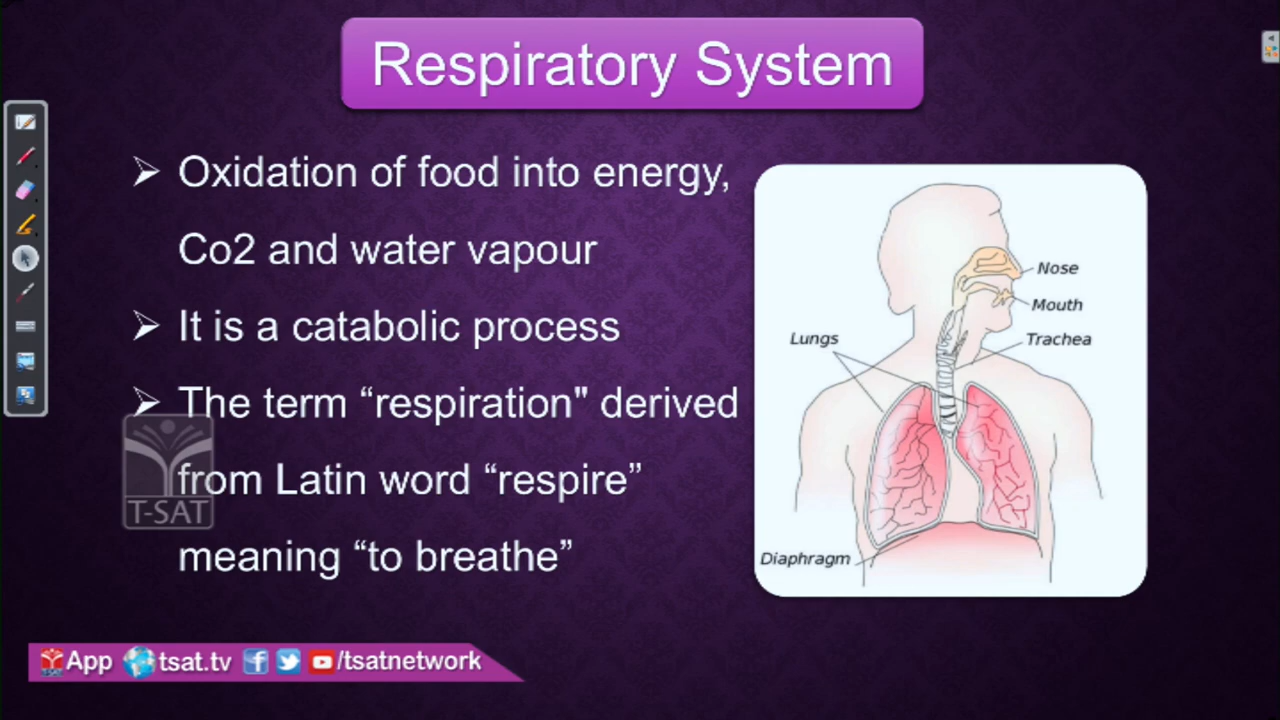 Respiratory System
Oxidation of food into energy,
Co2 and water vapour
It is a catabolic process
The term “respiration" derived
from Latin word “respire”
meaning “to breathe”
Nose
Mouth
Trachea
Lungs
Diaphragm
T-SAT
App tsat.tv /tsatnetwork